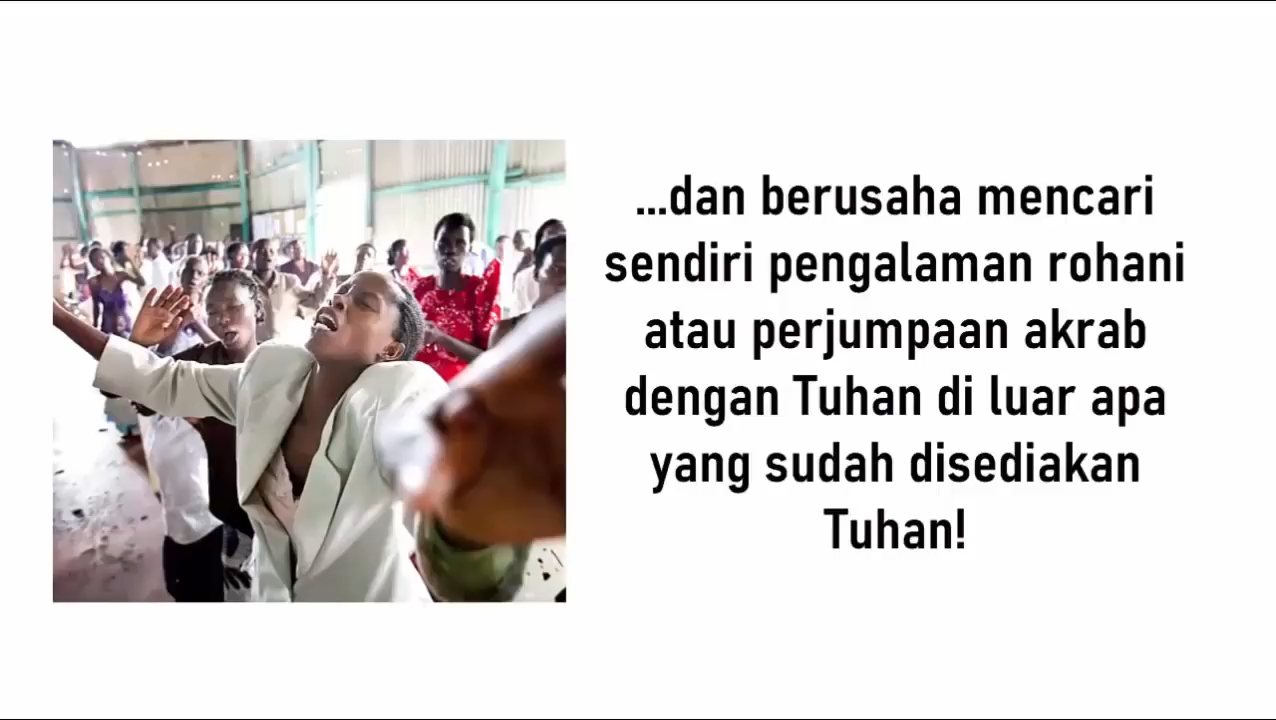 ...dan berusaha mencari
sendiri pengalaman rohani
atau perjumpaan akrab
dengan Tuhan di luar apa
yang sudah disediakan
Tuhan!